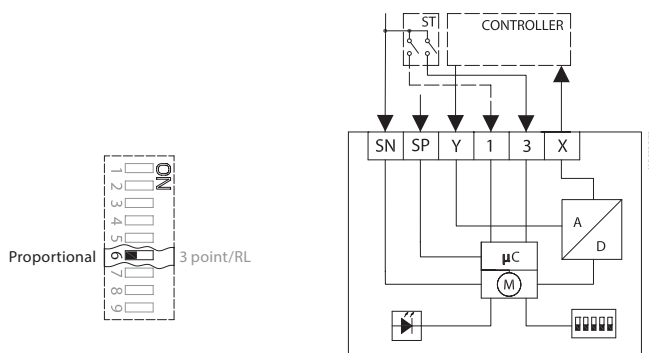 ST
CONTROLLER
SN SP Y 1 3 X
ON
1
2
3
4
5
Proportional 6 3 point/RL
7
8
9
A
D
µC
M